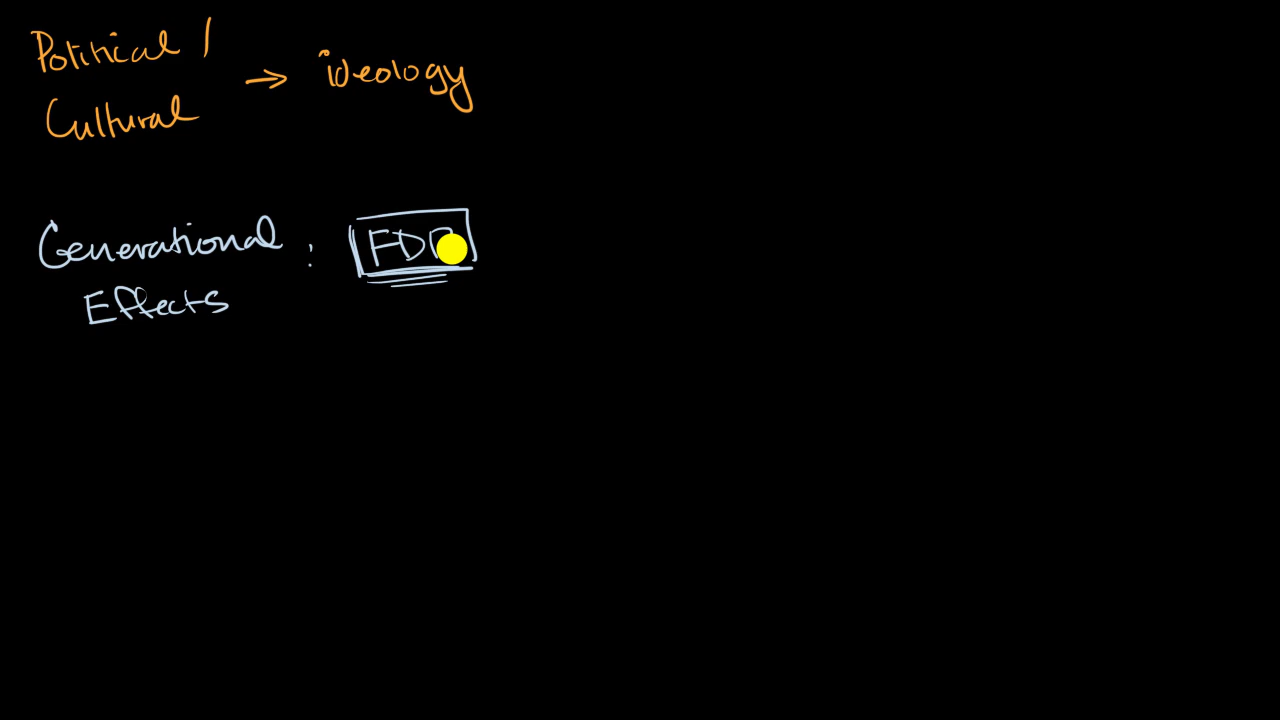 Political /
Cultural → ideology
Generational : FDR
Effects